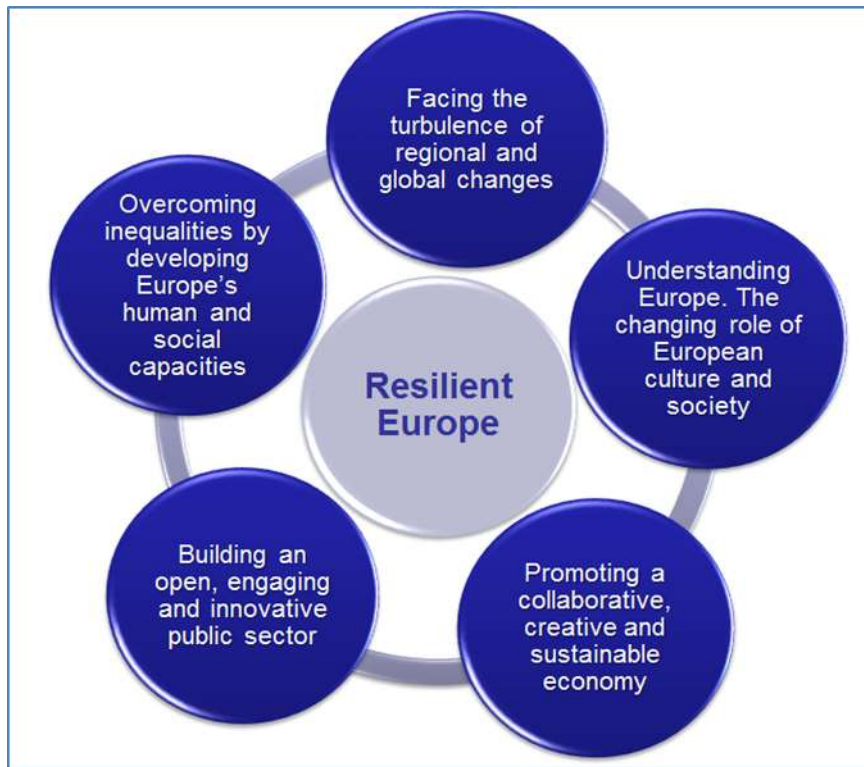 Facing the
turbulence of
regional and
global changes
Understanding
Europe. The
changing role of
European
culture and
society
Promoting a
collaborative,
creative and
sustainable
economy
Building an
open, engaging
and innovative
public sector
Overcoming
inequalities by
developing
Europe's
human and
social
capacities
Resilient
Europe